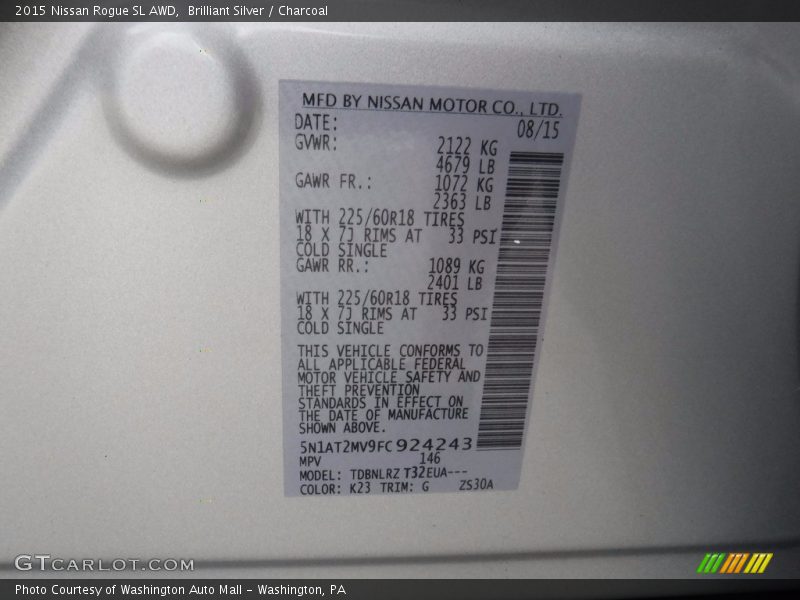 2015 Nissan Rogue SL AWD,  Brilliant Silver / Charcoal
MFD BY NISSAN MOTOR CO., LTD.
DATE: 08/15
GVWR: 2122 KG
4679 LB
GAWR FR.: 1072 KG
2363 LB
WITH 225/60R18 TIRES
18 X 7J RIMS AT 33 PSI
COLD SINGLE
GAWR RR.: 1089 KG
2401 LB
WITH 225/60R18 TIRES
18 X 7J RIMS AT 33 PSI
COLD SINGLE
THIS VEHICLE CONFORMS TO
ALL APPLICABLE FEDERAL
MOTOR VEHICLE SAFETY AND
THEFT PREVENTION
STANDARDS IN EFFECT ON
THE DATE OF MANUFACTURE
SHOWN ABOVE.
5N1AT2MV9FC924243
MPV 146
MODEL: TDBNLRZ T32EUA---
COLOR: K23 TRIM: G ZS30A
GTCARLOT.COM
Photo Courtesy of Washington Auto Mall - Washington, PA